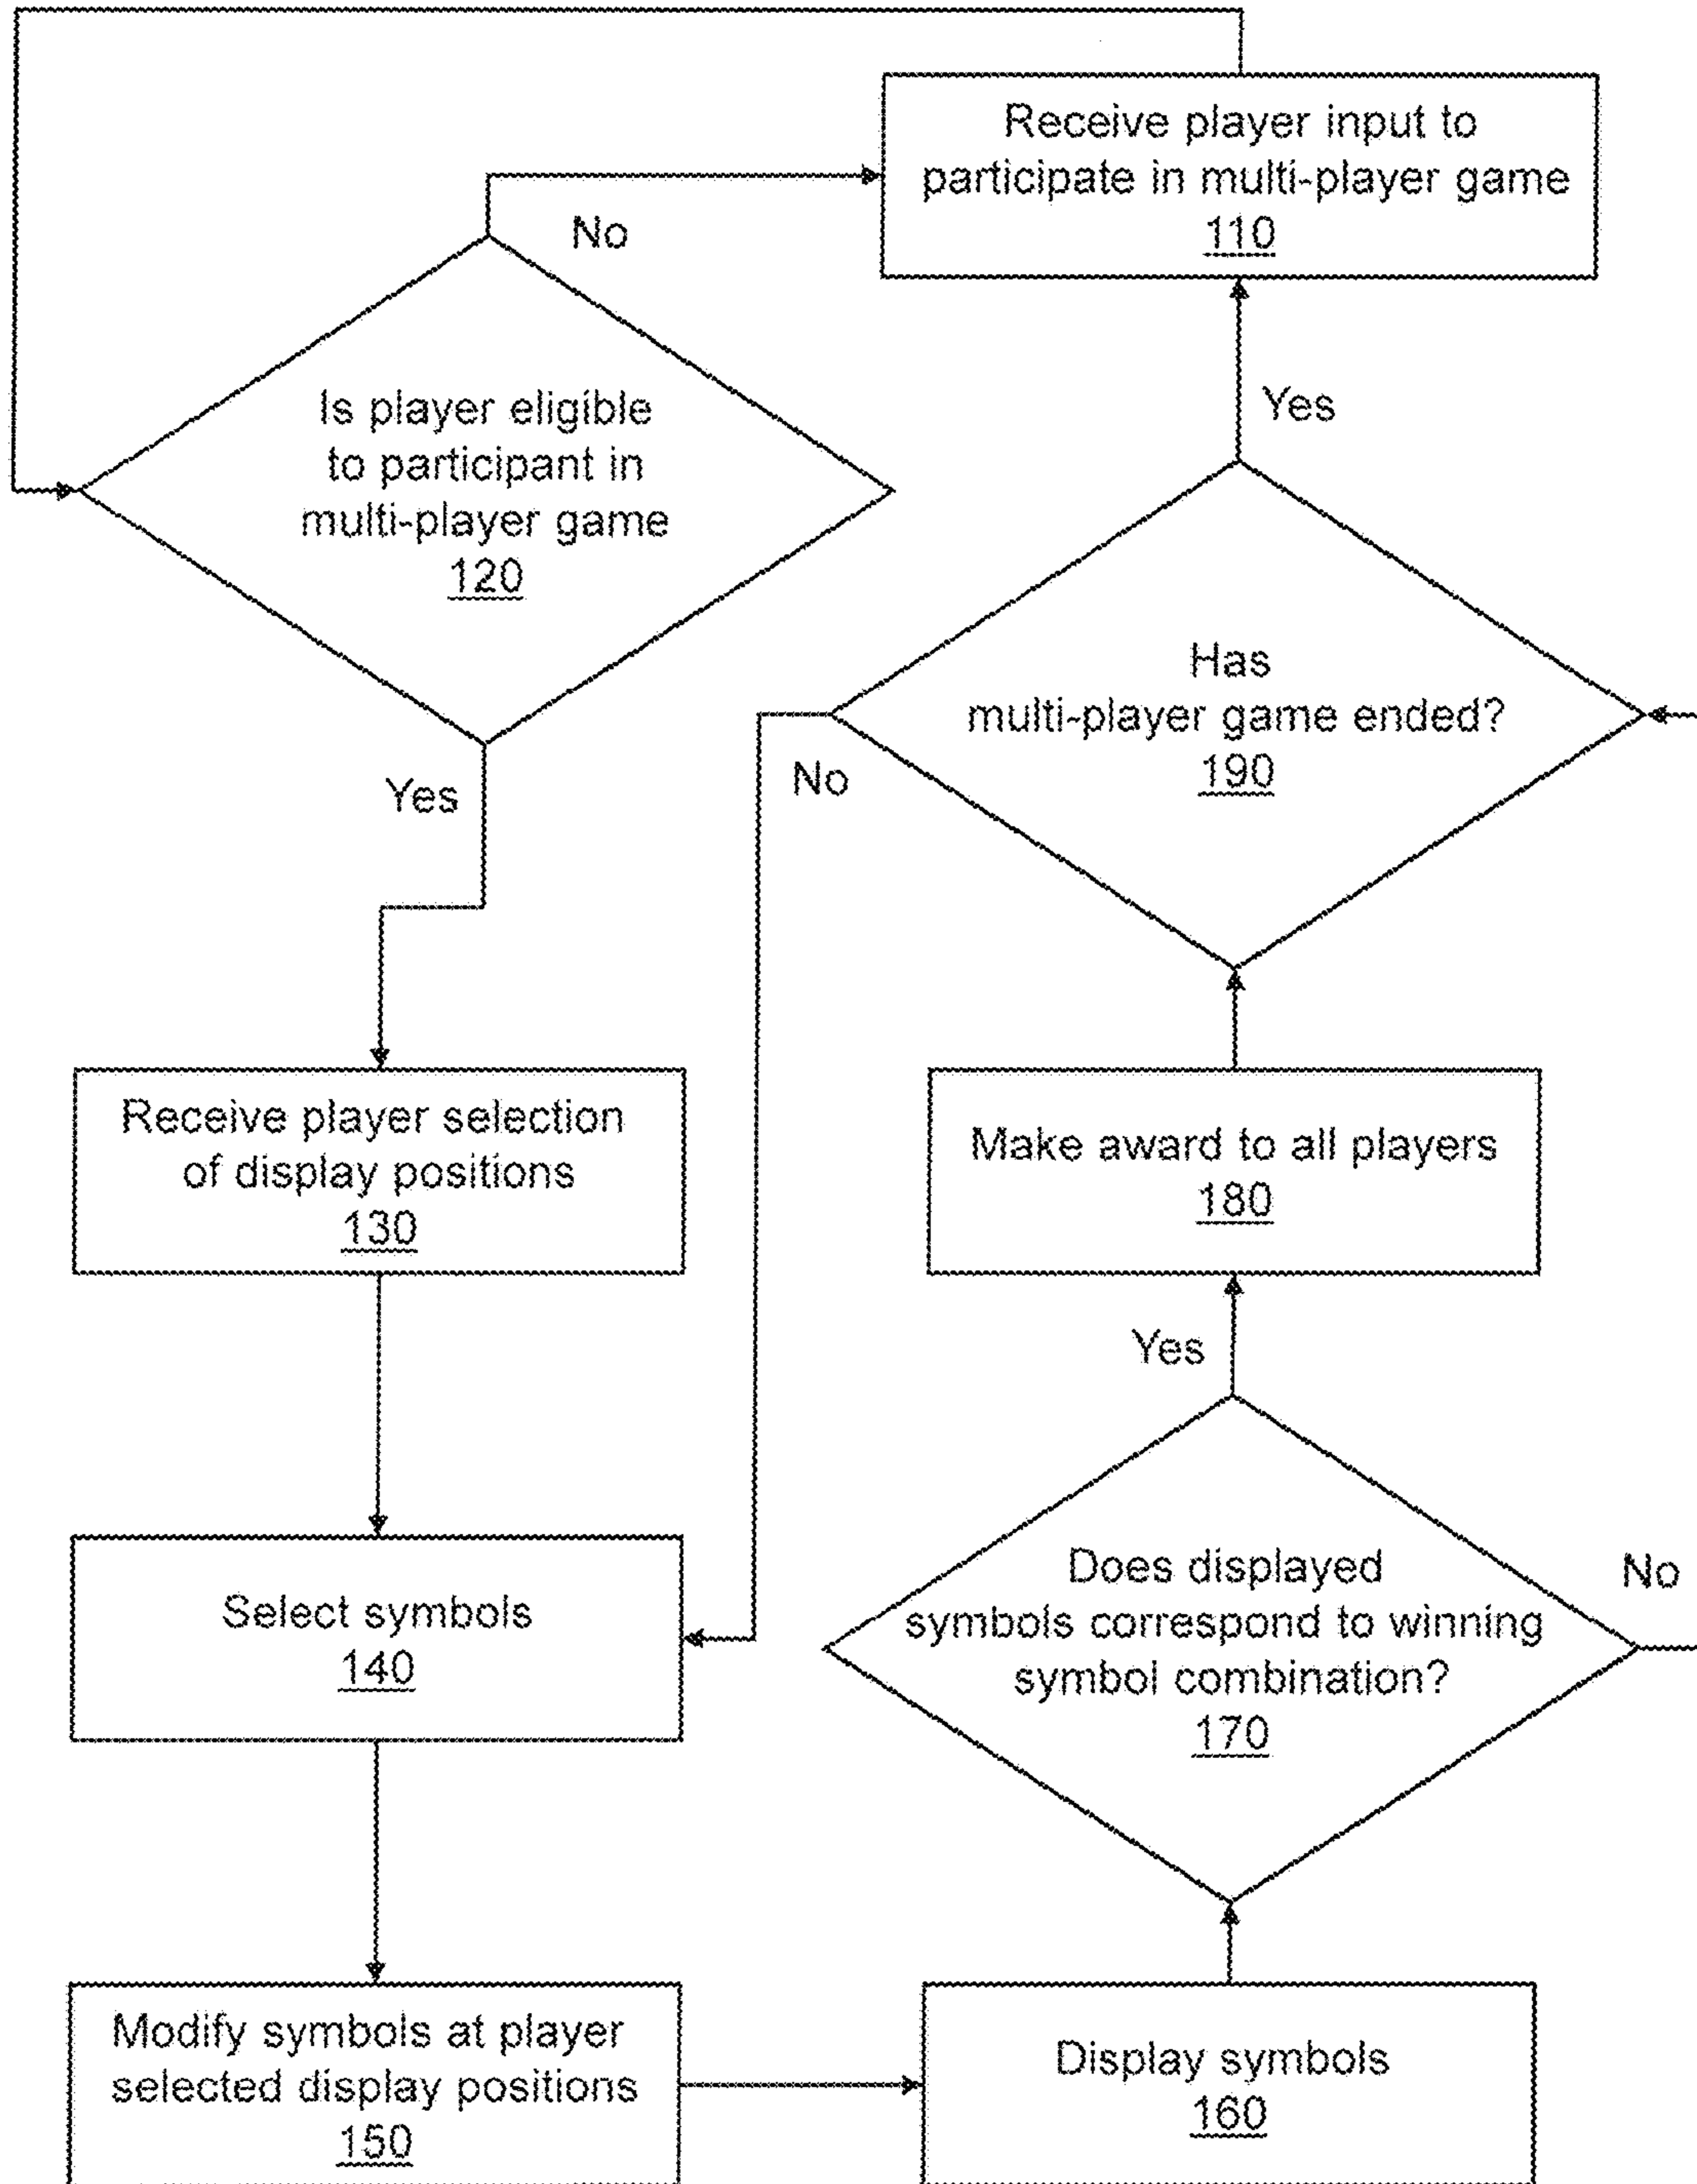 Receive player input to
participate in multi-player game
110
No
Is player eligible
to participant in
multi-player game
120
Yes
Yes
Has
multi-player game ended?
190
No
Receive player selection
of display positions
130
Make award to all players
180
Yes
Select symbols
140
Does displayed
symbols correspond to winning
symbol combination?
170
No
Modify symbols at player
selected display positions
150
Display symbols
160